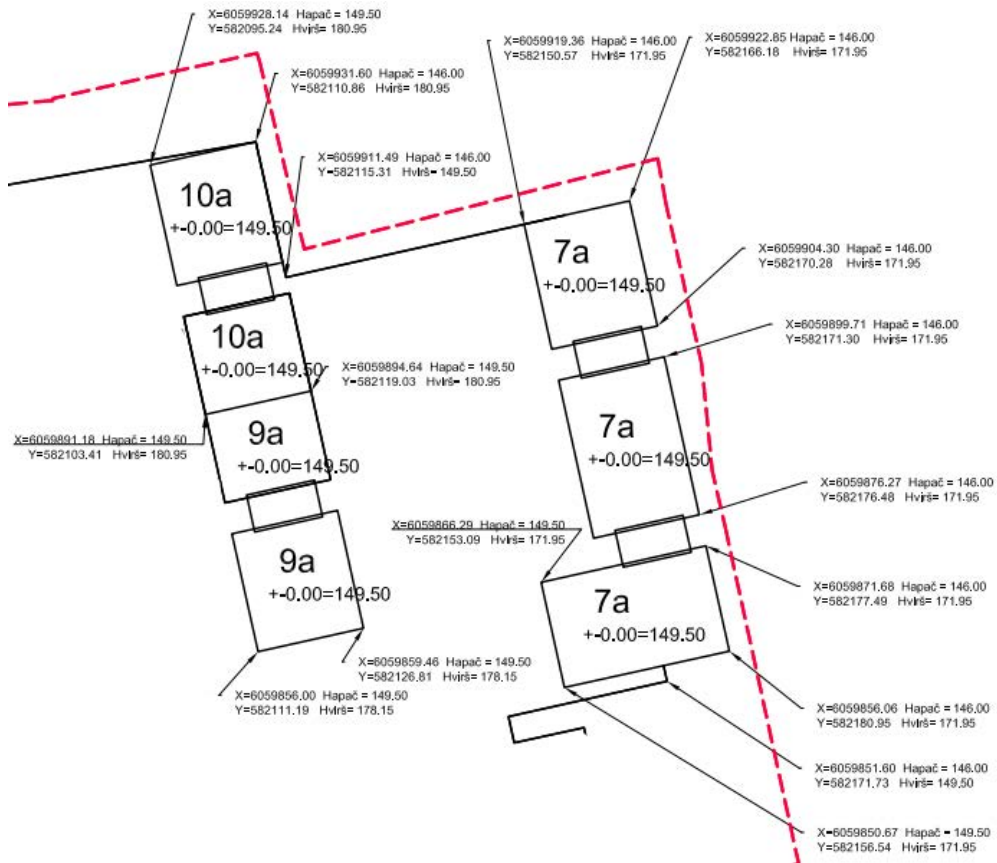 X=6059928.14 Hapač = 149.50
Y=582095.24 Hvirš= 180.95
X=6059931.60 Hapač = 146.00
Y=582110.86 Hvirš= 180.95
X=6059919.36 Hapač = 146.00
Y=582150.57 Hvirš= 171.95
X=6059922.85 Hapač = 146.00
Y=582166.18 Hvirš= 171.95
X=6059911.49 Hapač = 146.00
Y=582115.31 Hvirš= 149.50
10a
+-0.00=149.50
7a
+-0.00=149.50
X=6059904.30 Hapač = 146.00
Y=582170.28 Hvirš= 171.95
X=6059899.71 Hapač = 146.00
Y=582171.30 Hvirš= 171.95
10a
+-0.00=149.50
X=6059894.64 Hapač = 149.50
Y=582119.03 Hvirš= 180.95
X=6059891.18 Hapač = 149.50
Y=582103.41 Hvirš= 180.95
9a
+-0.00=149.50
7a
+-0.00=149.50
X=6059876.27 Hapač = 146.00
Y=582176.48 Hvirš= 171.95
X=6059866.29 Hapač = 149.50
Y=582153.09 Hvirš= 171.95
9a
+-0.00=149.50
7a
+-0.00=149.50
X=6059871.68 Hapač = 146.00
Y=582177.49 Hvirš= 171.95
X=6059859.46 Hapač = 149.50
Y=582126.81 Hvirš= 178.15
X=6059856.00 Hapač = 149.50
Y=582111.19 Hvirš= 178.15
X=6059856.06 Hapač = 146.00
Y=582180.95 Hvirš= 171.95
X=6059851.60 Hapač = 146.00
Y=582171.73 Hvirš= 149.50
X=6059850.67 Hapač = 149.50
Y=582156.54 Hvirš= 171.95